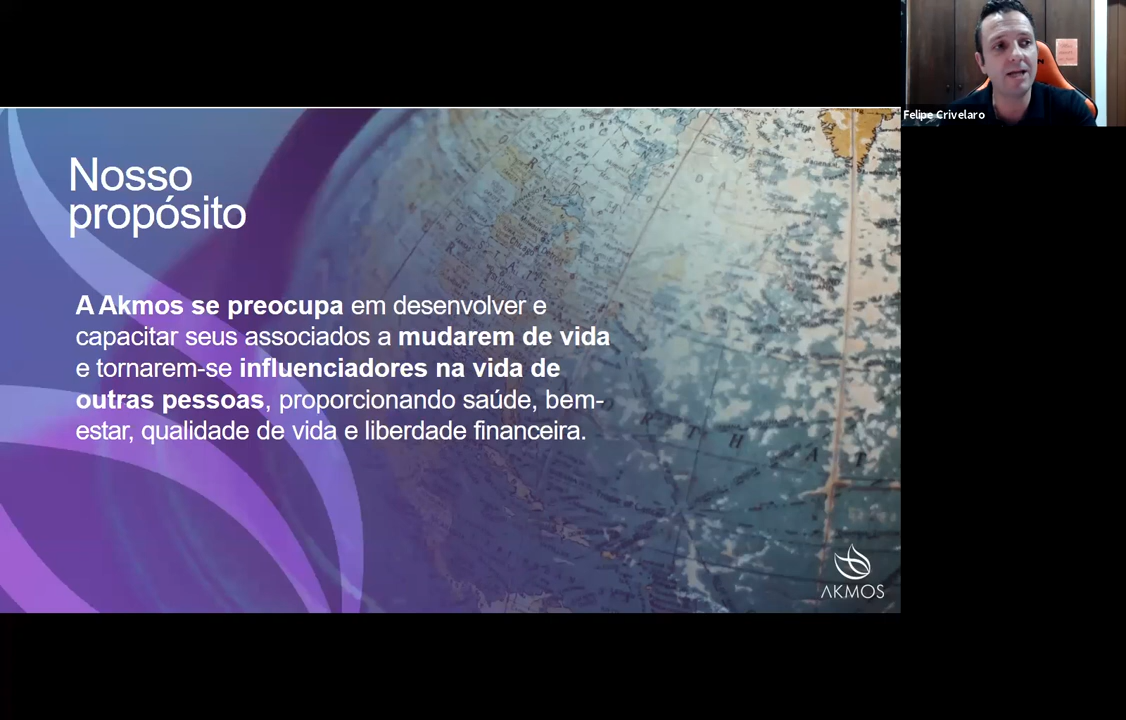 Felipe Crivelaro
Nosso
propósito
A Akmos se preocupa em desenvolver e
capacitar seus associados a mudarem de vida
e tornarem-se influenciadores na vida de
outras pessoas, proporcionando saúde, bem-
estar, qualidade de vida e liberdade financeira.
AKMOS